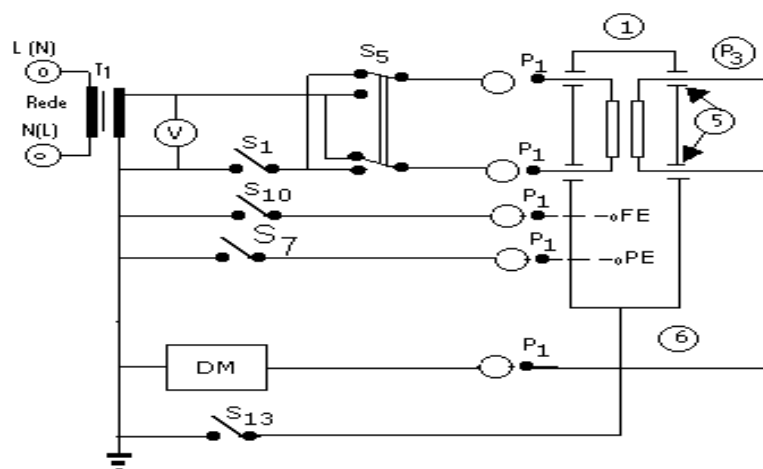 L (N)
T1
Rede
N(L)
V
S5
P1
1
P3
S1
5
P1
S10
P1
FE
S7
P1
PE
6
DM
P1
S13